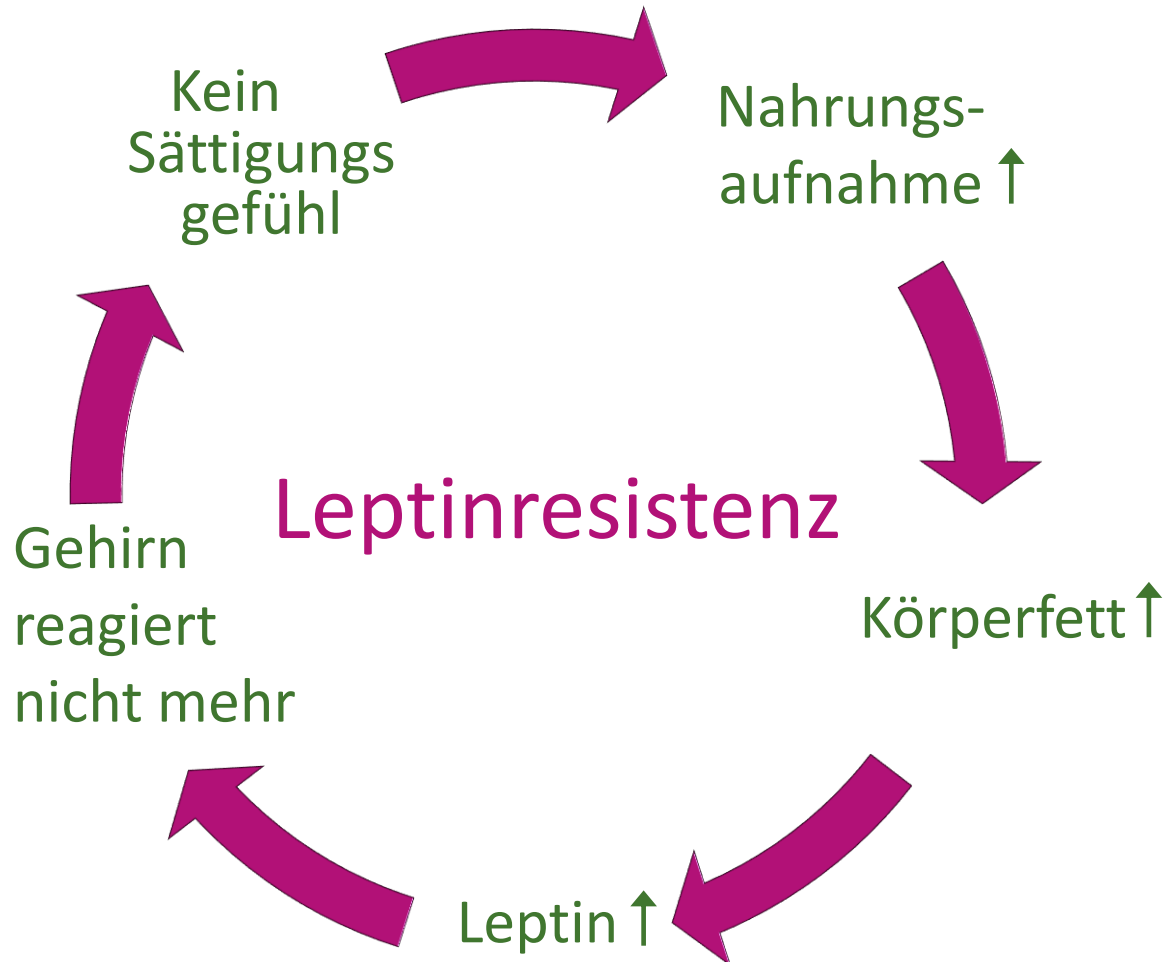 Kein
Sättigungs
gefühl
Nahrungs-
aufnahme ↑
Körperfett ↑
Leptin ↑
Gehirn
reagiert
nicht mehr
Leptinresistenz